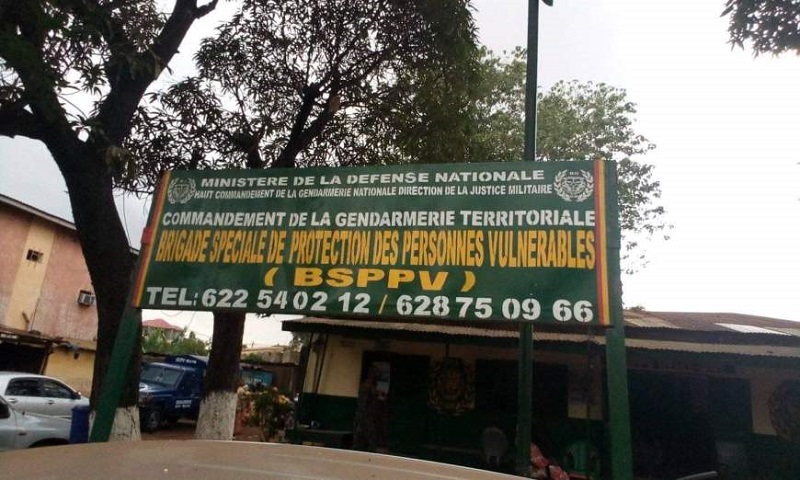 MINISTERE DE LA DEFENSE NATIONALE
HAUT COMMANDEMENT DE LA GENDARMERIE NATIONALE DIRECTION DE LA JUSTICE MILITAIRE
COMMANDEMENT DE LA GENDARMERIE TERRITORIALE
BRIGADE SPECIALE DE PROTECTION DES PERSONNES VULNERABLES
( BSPPV )
TEL: 622 54 02 12 / 628 75 09 66